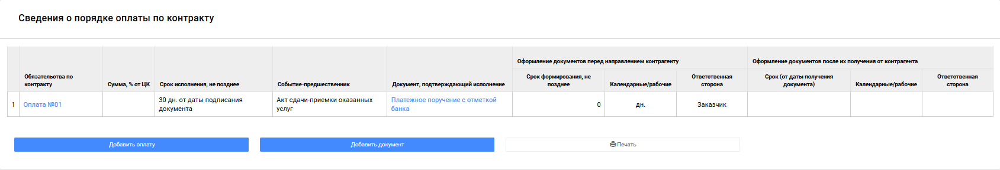 Сведения о порядке оплаты по контракту
Оформление документов перед направлением контрагенту
Оформление документов после их получения от контрагента
Обязательства по
контракту
Сумма, % от ЦК
Срок исполнения, не позднее
Событие-предшественник
Документ, подтверждающий исполнение
Срок формирования, не
позднее
Календарные/рабочие
Ответственная
сторона
Срок (от даты получения
документа)
Календарные/рабочие
Ответственная
сторона
1
Оплата №01
30 дн. от даты подписания
документа
Акт сдачи-приемки оказанных
услуг
Платежное поручение с отметкой
банка
0
дн.
Заказчик
Добавить оплату
Добавить документ
Печать